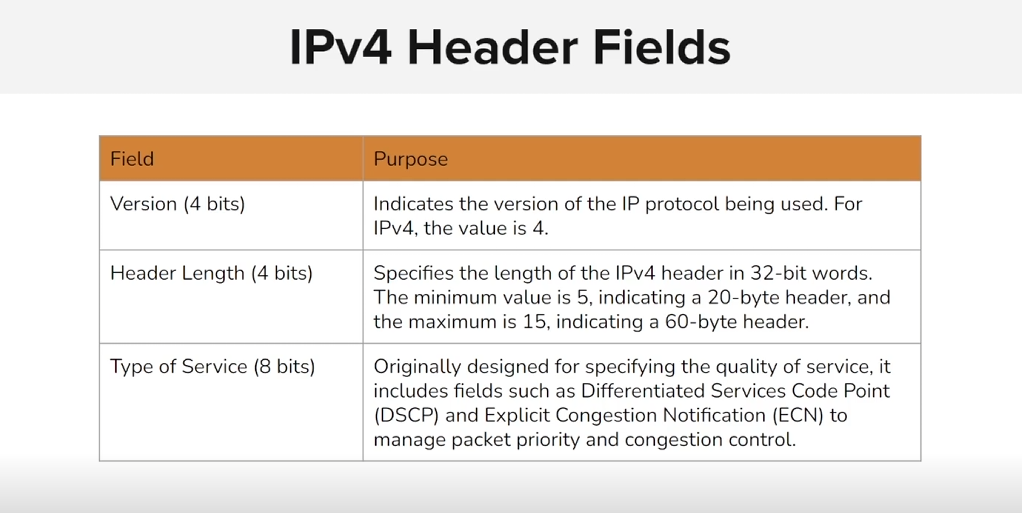 IPv4 Header Fields
Field
Purpose
Version (4 bits)
Indicates the version of the IP protocol being used. For
IPv4, the value is 4.
Header Length (4 bits)
Specifies the length of the IPv4 header in 32-bit words.
The minimum value is 5, indicating a 20-byte header, and
the maximum is 15, indicating a 60-byte header.
Type of Service (8 bits)
Originally designed for specifying the quality of service, it
includes fields such as Differentiated Services Code Point
(DSCP) and Explicit Congestion Notification (ECN) to
manage packet priority and congestion control.